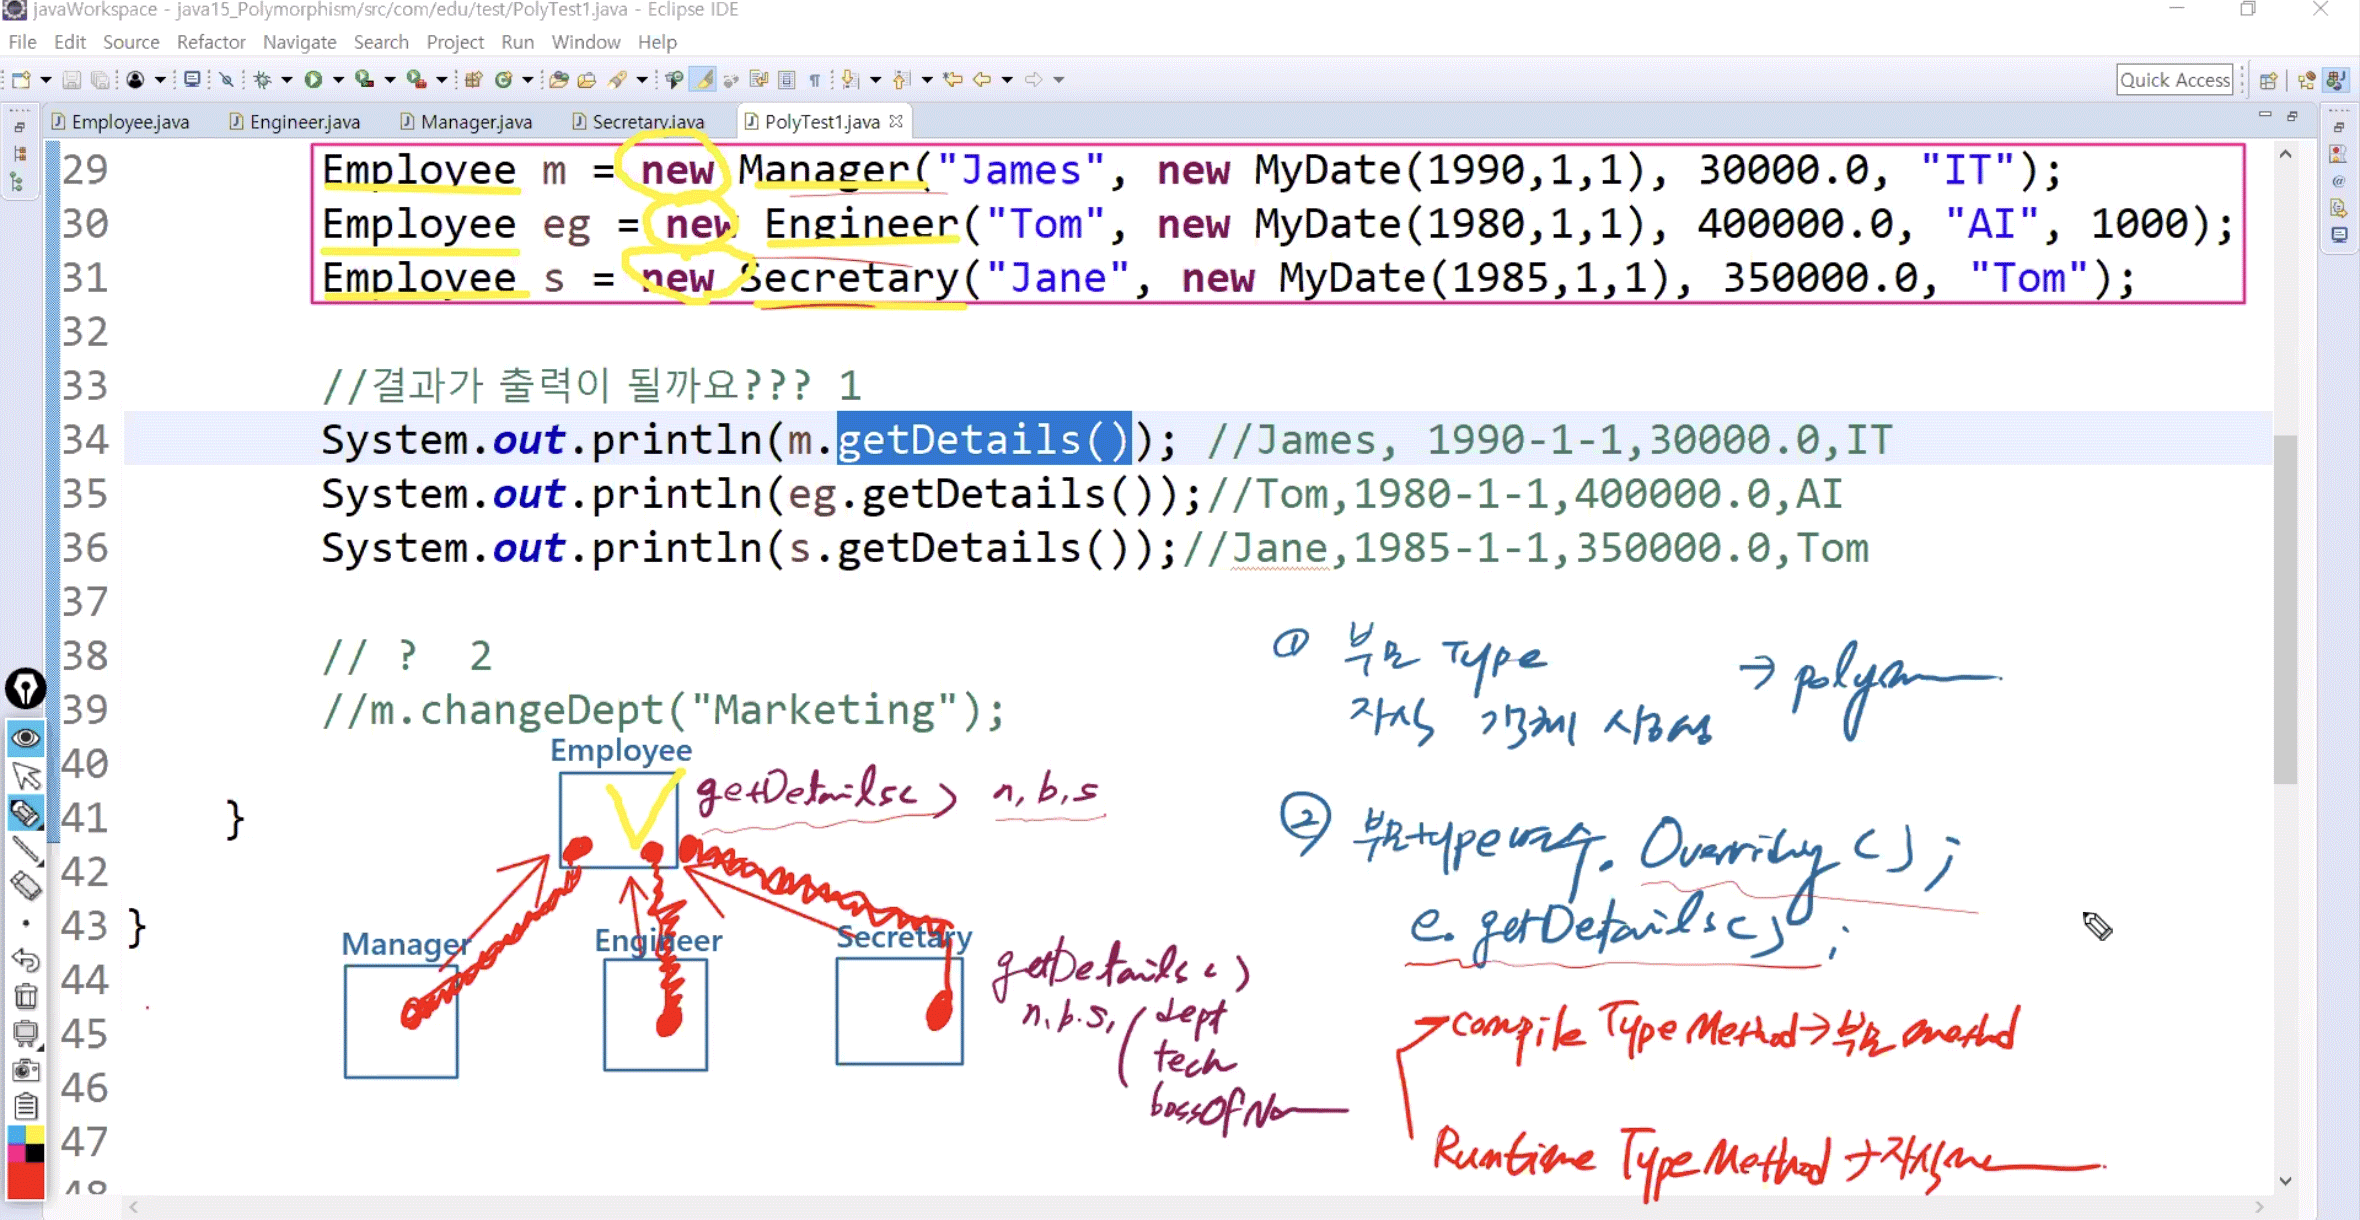 javaWorkspace - java15_Polymorphism/src/com/edu/test/PolyTest1.java - Eclipse IDE
File Edit Source Refactor Navigate Search Project Run Window Help
Quick Access
Employee.java Engineer.java Manager.java Secretary.java PolyTest1.java
29 Employee m = new Manager("James", new MyDate(1990,1,1), 30000.0, "IT");
30 Employee eg = new Engineer("Tom", new MyDate(1980,1,1), 400000.0, "AI", 1000);
31 Employee s = new Secretary("Jane", new MyDate(1985,1,1), 350000.0, "Tom");
32
33 //결과가 출력이 될까요??? 1
34 System.out.println(m.getDetails()); //James, 1990-1-1,30000.0,IT
35 System.out.println(eg.getDetails());//Tom,1980-1-1,400000.0,AI
36 System.out.println(s.getDetails());//Jane,1985-1-1,350000.0,Tom
37
38 // ? 2
39 //m.changeDept("Marketing");
40
41 }
42
43 }
44
45
46
47
48
Employee
getDetails() n, b, s
Manager Engineer Secretary
getDetails()
n.b.s, ( dept
tech
bossOfNa
① 부모 Type
자식 객체 생성 → polym
② 부모type변수. Overriding();
e. getDetails();
→ compile Type Method → 부모 method
Runtime Type Method → 자식me